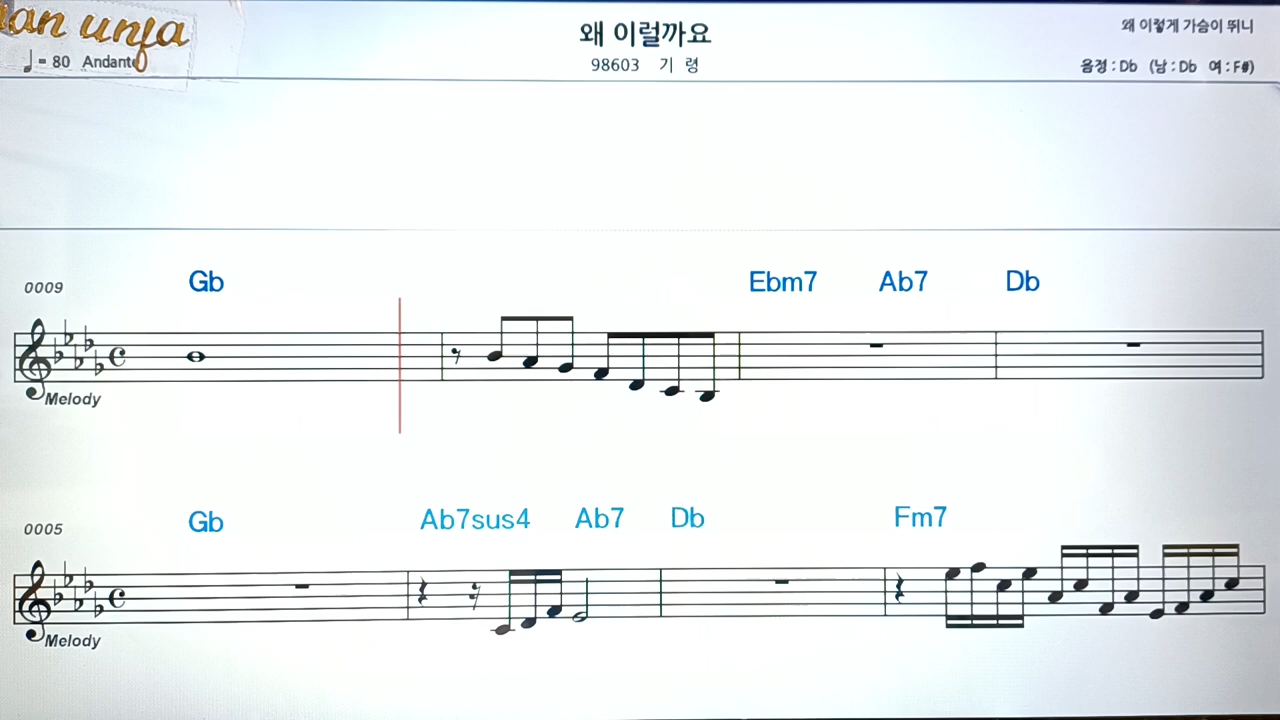 an unja
왜 이럴까요
왜 이렇게 가슴이 뛰니
♩ = 80 Andante
98603 기 령
음정 : Db (남 : Db 여 : F#)
0009
Gb Ebm7 Ab7 Db
Melody
0005
Gb Ab7sus4 Ab7 Db Fm7
Melody